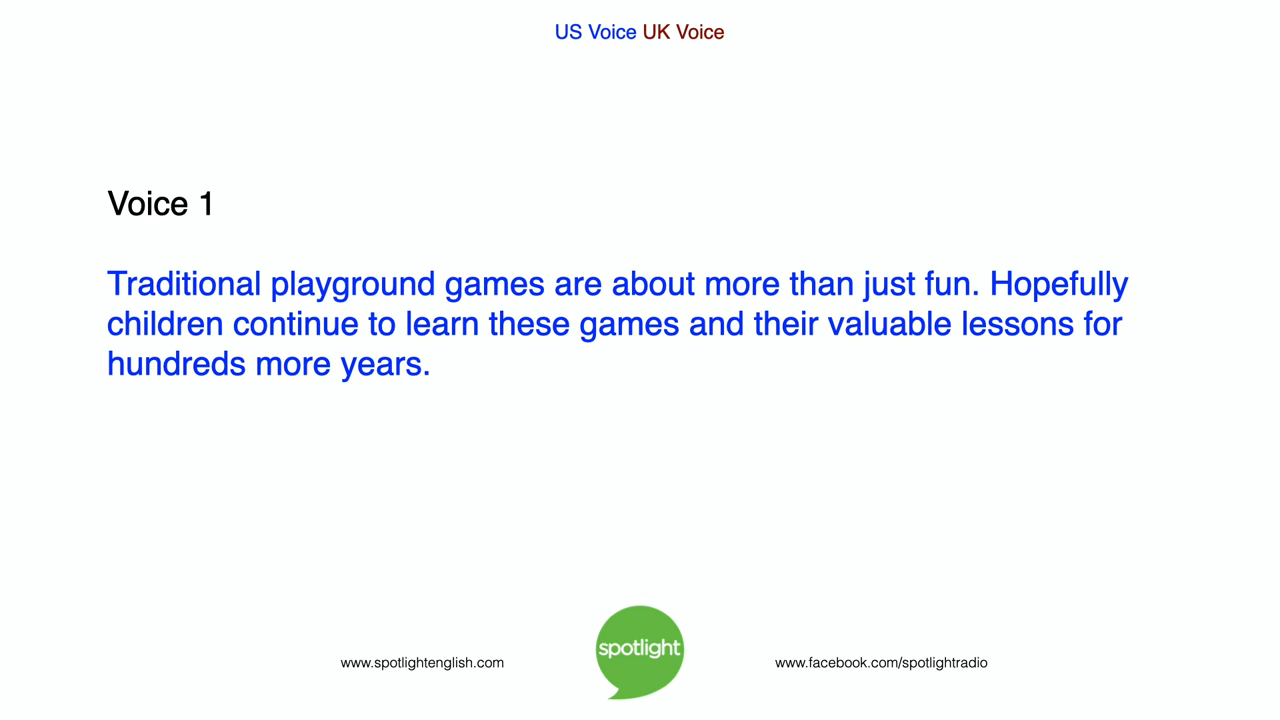 US Voice UK Voice
Voice 1
Traditional playground games are about more than just fun. Hopefully
children continue to learn these games and their valuable lessons for
hundreds more years.
www.spotlightenglish.com
spotlight
www.facebook.com/spotlightradio